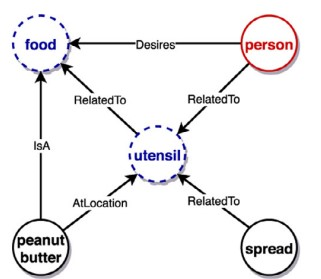 food
Desires
person
RelatedTo
RelatedTo
IsA
utensil
AtLocation
RelatedTo
peanut
butter
spread